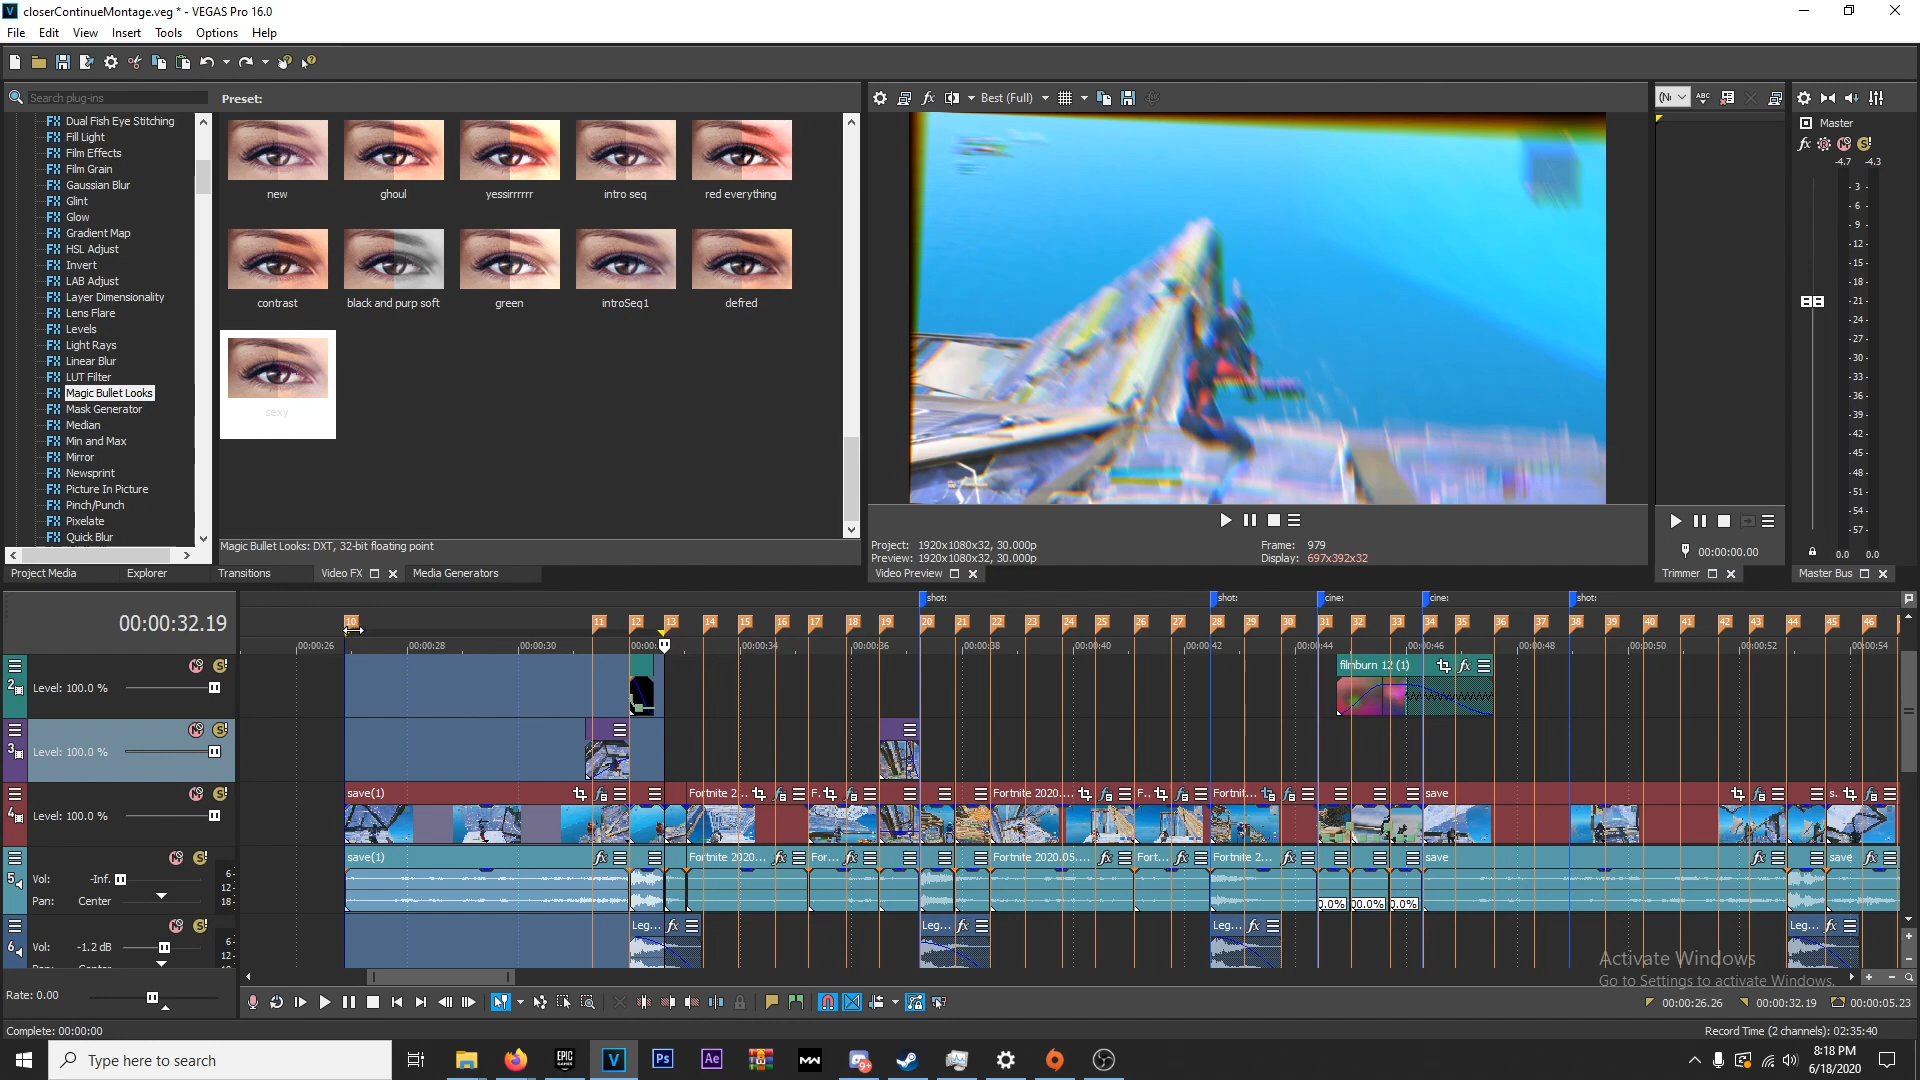 closerContinueMontage.veg * - VEGAS Pro 16.0
File Edit View Insert Tools Options Help
Search plug-ins
Preset:
Best (Full)
Dual Fish Eye Stitching
Fill Light
Film Effects
Film Grain
Gaussian Blur
Glint
Glow
Gradient Map
HSL Adjust
Invert
LAB Adjust
Layer Dimensionality
Lens Flare
Levels
Light Rays
Linear Blur
LUT Filter
Magic Bullet Looks
Mask Generator
Median
Min and Max
Mirror
Newsprint
Picture In Picture
Pinch/Punch
Pixelate
Quick Blur
new
ghoul
yessirrrrrr
intro seq
red everything
contrast
black and purp soft
green
introSeq1
defred
sexy
Magic Bullet Looks: DXT, 32-bit floating point
Project Media Explorer Transitions Video FX Media Generators
Project: 1920x1080x32, 30.000p
Preview: 1920x1080x32, 30.000p
Frame: 979
Display: 697x392x32
Video Preview
00:00:00.00
Trimmer
Master
-4.7 -4.3
- 3 -
- 6 -
- 9 -
-12-
-15-
-18-
-21-
-24-
-27-
-30-
-33-
-36-
-39-
-42-
-45-
-48-
-51-
-54-
-57-
0.0 0.0
Master Bus
00:00:32.19
shot: shot: cine: cine: shot:
10 11 12 13 14 15 16 17 18 19 20 21 22 23 24 25 26 27 28 29 30 31 32 33 34 35 36 37 38 39 40 41 42 43 44 45 46
00:00:26 00:00:28 00:00:30 00:00: 00:00:34 00:00:36 00:00:38 00:00:40 00:00:42 00:00:44 00:00:46 00:00:48 00:00:50 00:00:52 00:00:54
2 Level: 100.0 %
filmburn 12 (1)
3 Level: 100.0 %
4 Level: 100.0 %
save(1) Fortnite 2... F. Fortnite 2020.... F.. Fortnit... save s.
5 Vol: -Inf. 6-
12-
Pan: Center 18-
save(1) Fortnite 2020... For... Fortnite 2020.05.... Fort... Fortnite 2... save save
0.0% 00.0% 0.0%
6 Vol: -1.2 dB 6-
12-
Leg... Leg... Leg... Leg...
Activate Windows
Go to Settings to activate Windows.
Rate: 0.00
00:00:26.26 00:00:32.19 00:00:05.23
Complete: 00:00:00
Record Time (2 channels): 02:35:40
Type here to search
EPIC GAMES
V
Ps
Ae
MW
8:18 PM
6/18/2020